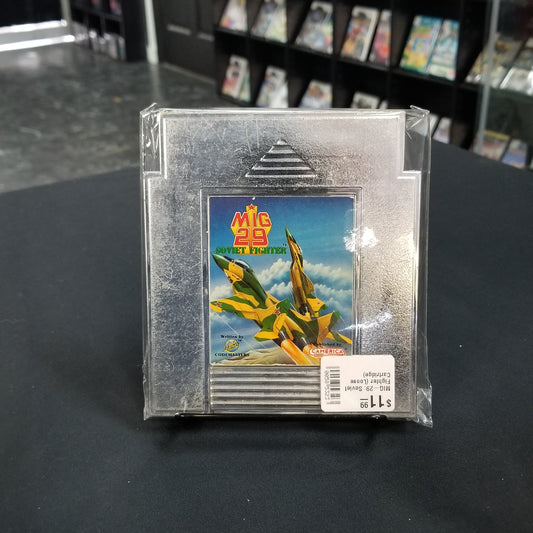 MiG
29
SOVIET FIGHTER
Written by
CODEMASTERS
CAMERICA
MIG-29: Soviet
Fighter (Loose
Cartridge)
$11.99